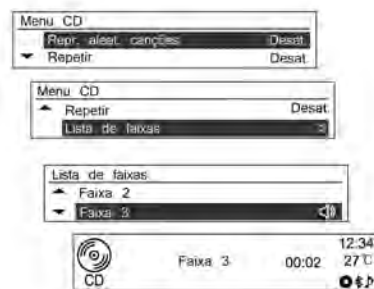 Menu CD
Repr. aleat. canções Desat.
Repetir Desat.
Menu CD
Repetir Desat.
Lista de faixas
Lista de faixas
Faixa 2
Faixa 3
12:34
Faixa 3 00:02 27°C
CD